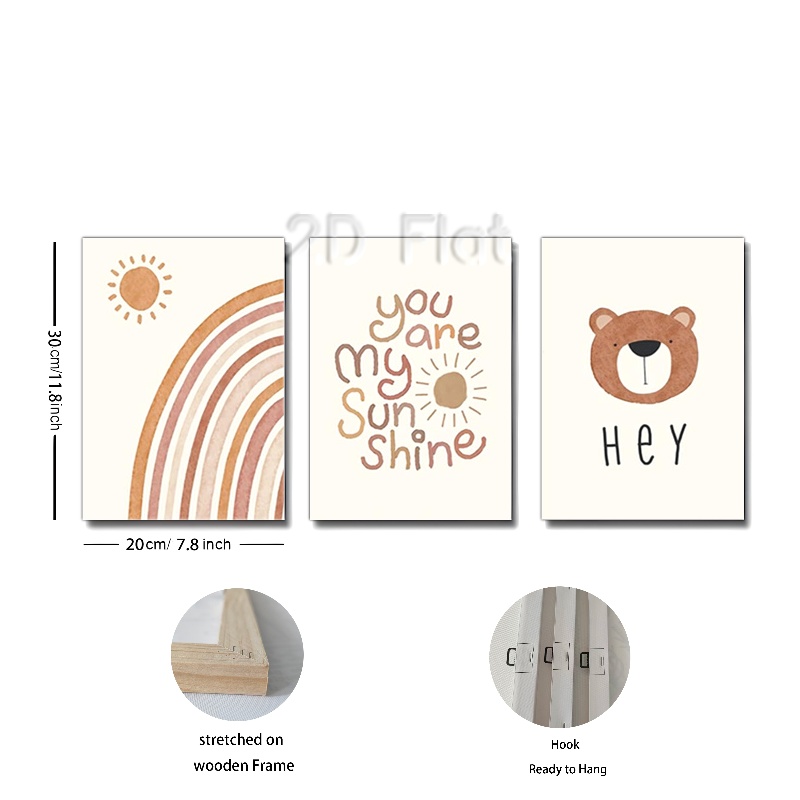 2D Flat
you
are
My
Sun
shine
HeY
30cm/11.8inch
20cm/ 7.8 inch
stretched on
wooden Frame
Hook
Ready to Hang